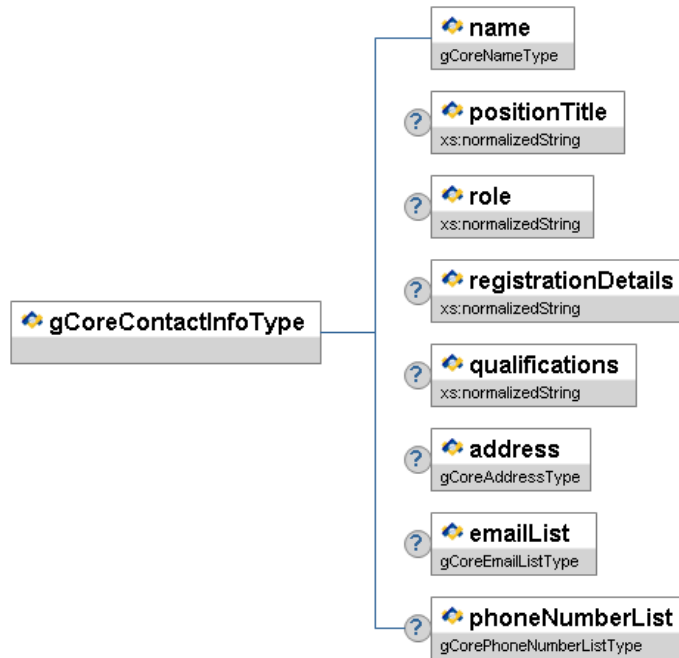 name
gCoreNameType
? positionTitle
xs:normalizedString
? role
xs:normalizedString
? registrationDetails
xs:normalizedString
gCoreContactInfoType
? qualifications
xs:normalizedString
? address
gCoreAddressType
? emailList
gCoreEmailListType
? phoneNumberList
gCorePhoneNumberListType